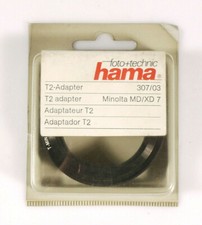 foto+technic
hama
T2-Adapter 307/03
T2 adapter Minolta MD/XD 7
Adaptateur T2
Adaptador T2